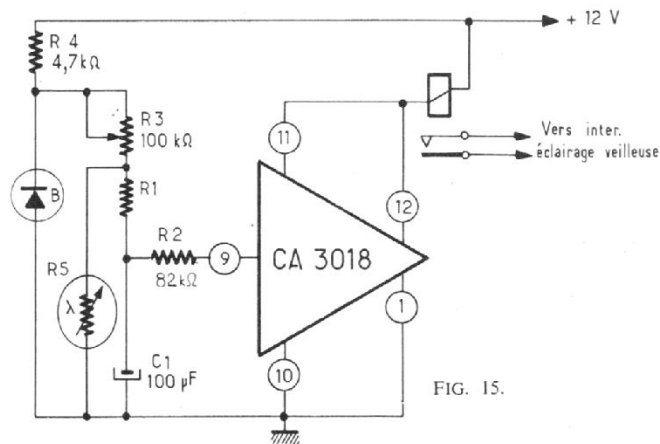 + 12 V
R 4
4,7kΩ
R3
100 kΩ
11
Vers inter.
éclairage veilleuse
B
R1
12
R2
9
CA 3018
82kΩ
R5
λ
1
C1
100 µF
10
FIG. 15.